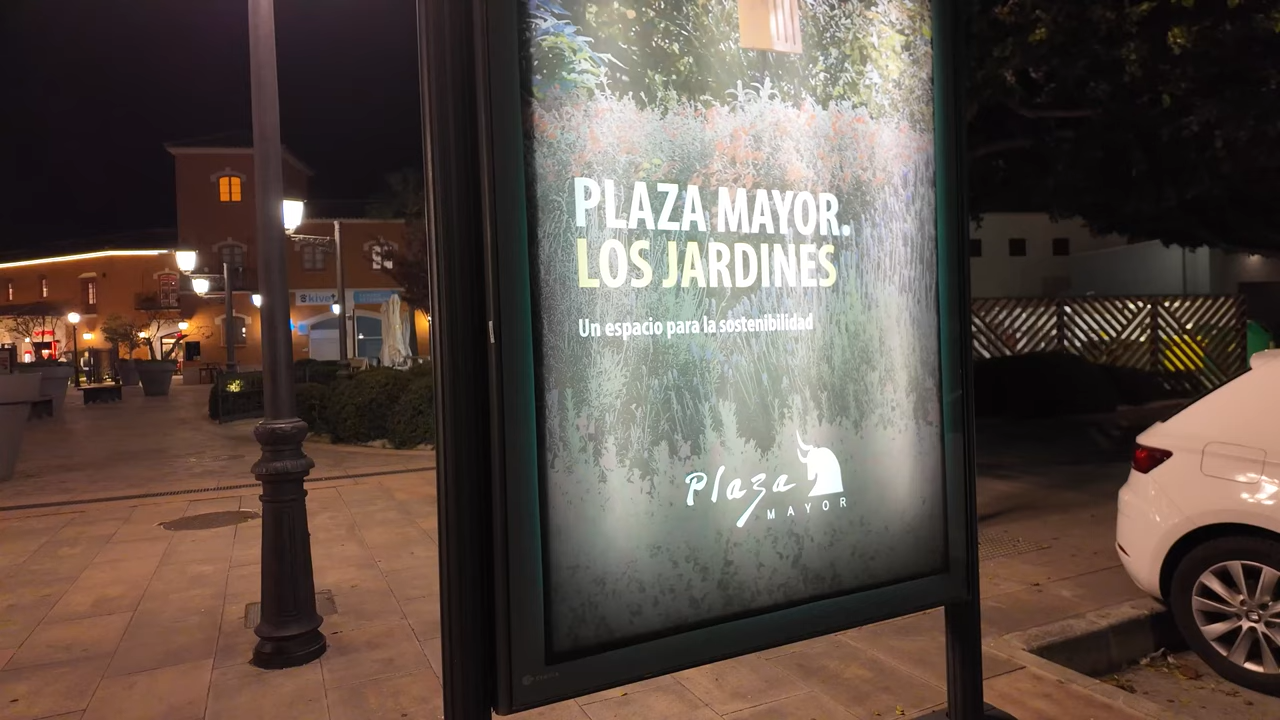 PLAZA MAYOR.
LOS JARDINES
Un espacio para la sostenibilidad
Plaza
MAYOR